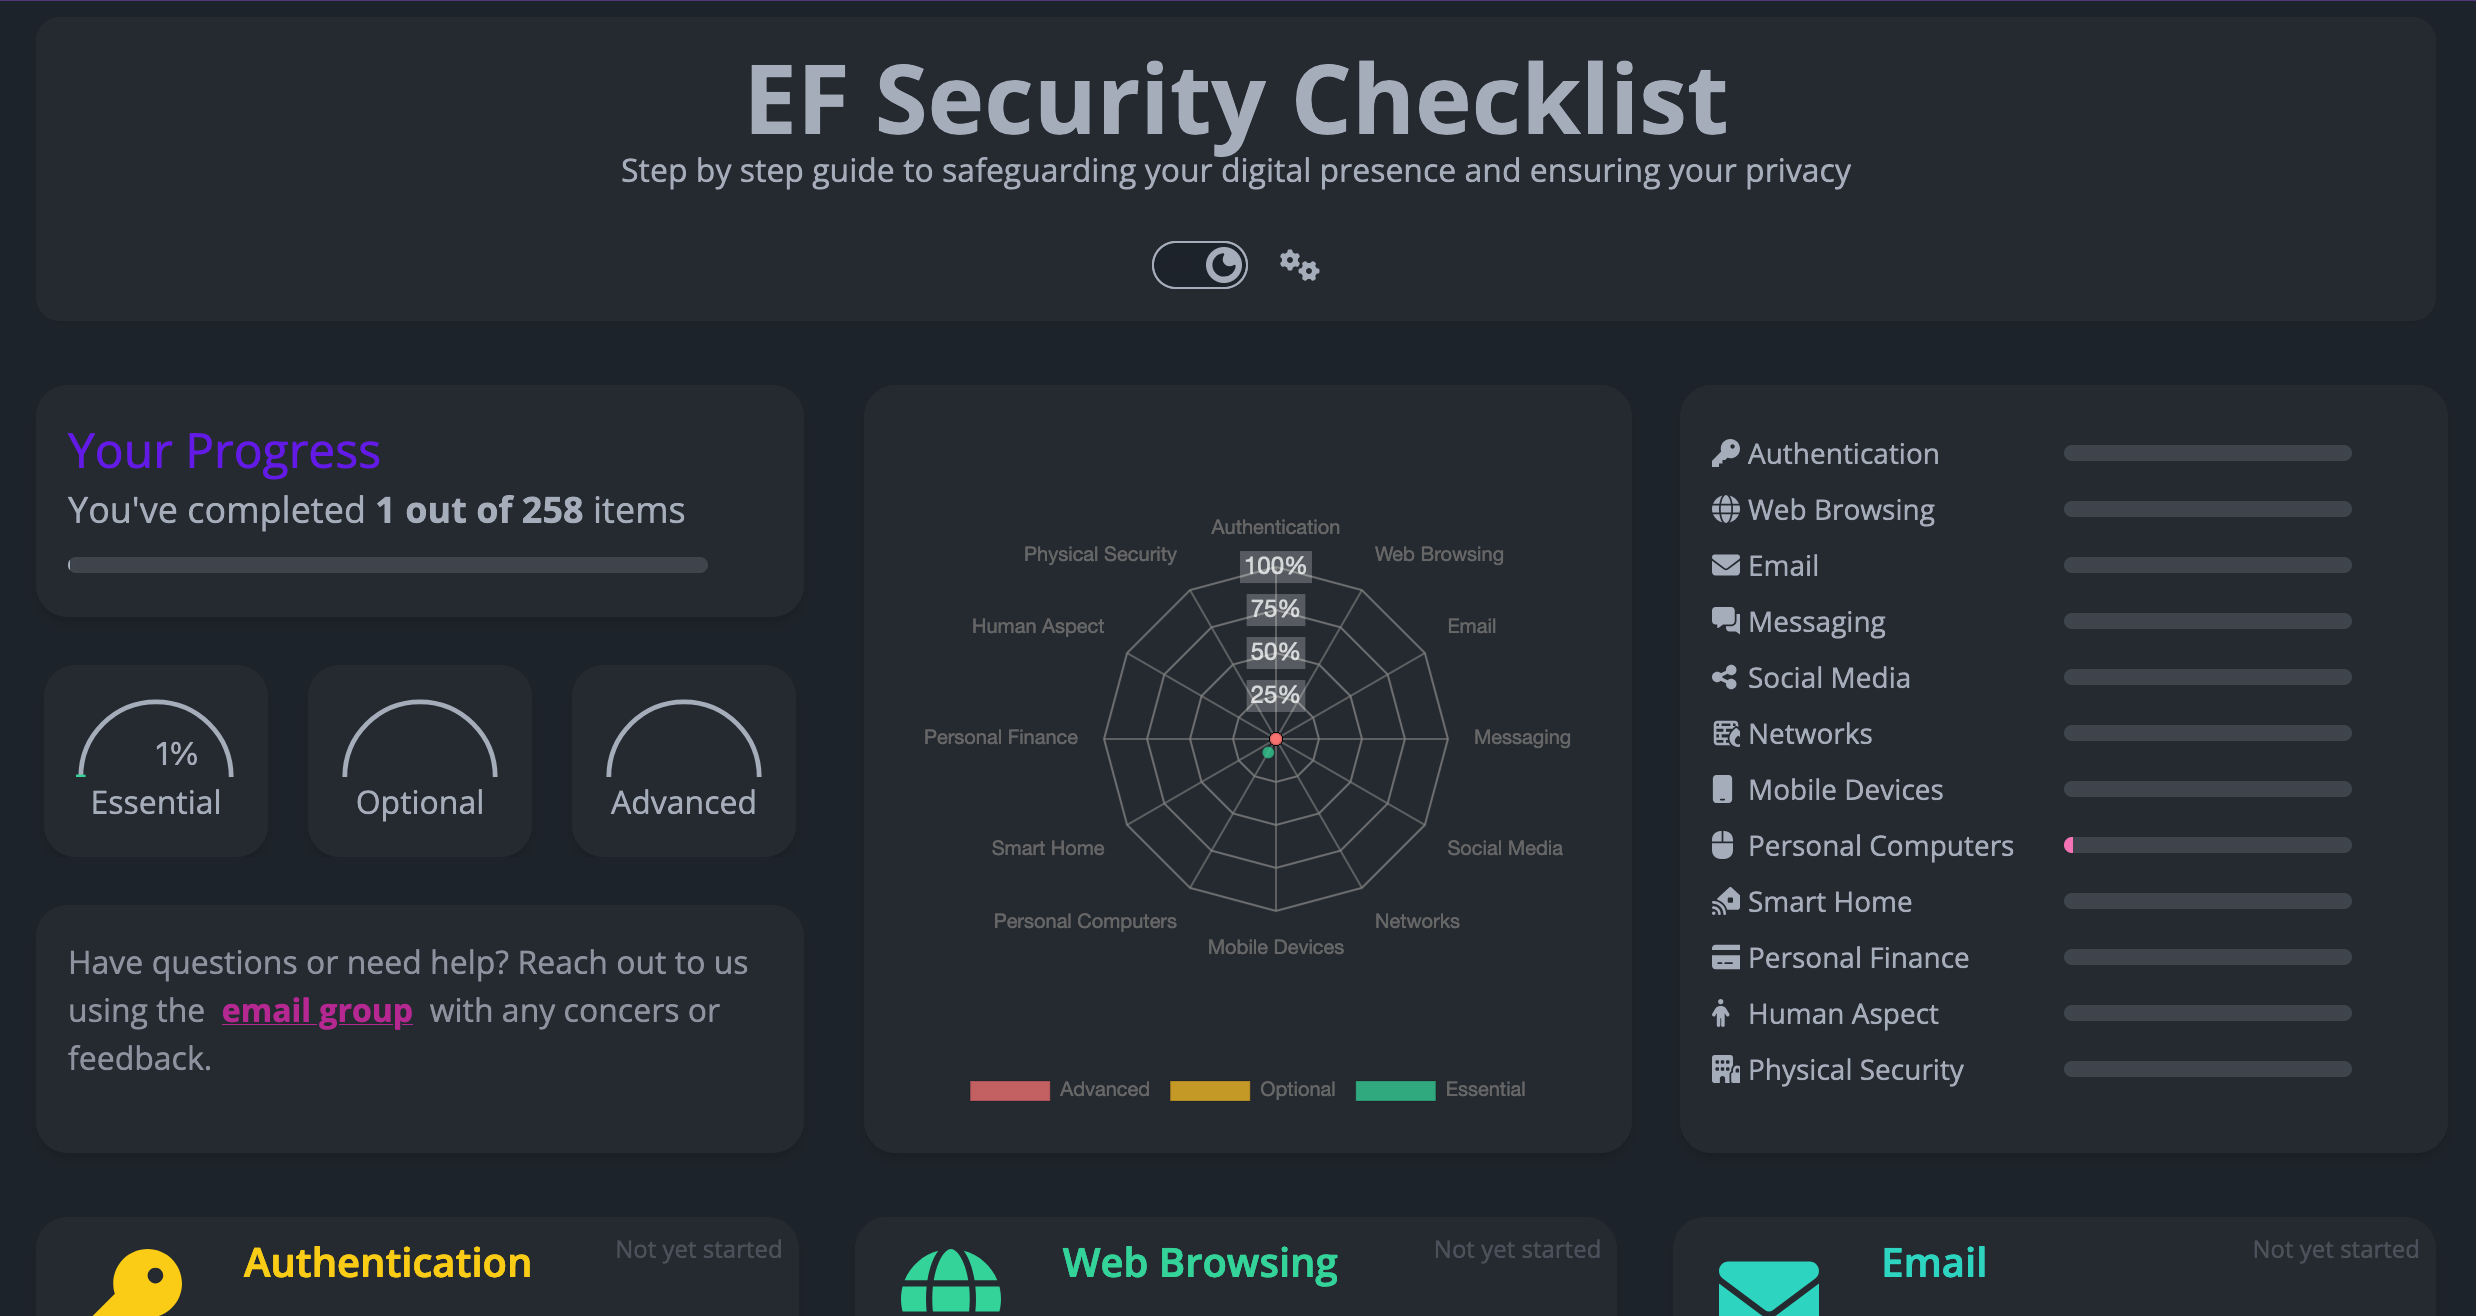 EF Security Checklist
Step by step guide to safeguarding your digital presence and ensuring your privacy
Your Progress
You've completed 1 out of 258 items
1%
Essential
Optional
Advanced
Have questions or need help? Reach out to us
using the email group with any concers or
feedback.
Authentication
Physical Security
Web Browsing
100%
75%
Human Aspect
Email
50%
25%
Personal Finance
Messaging
Smart Home
Social Media
Personal Computers
Networks
Mobile Devices
Advanced
Optional
Essential
Authentication
Web Browsing
Email
Messaging
Social Media
Networks
Mobile Devices
Personal Computers
Smart Home
Personal Finance
Human Aspect
Physical Security
Authentication
Not yet started
Web Browsing
Not yet started
Email
Not yet started